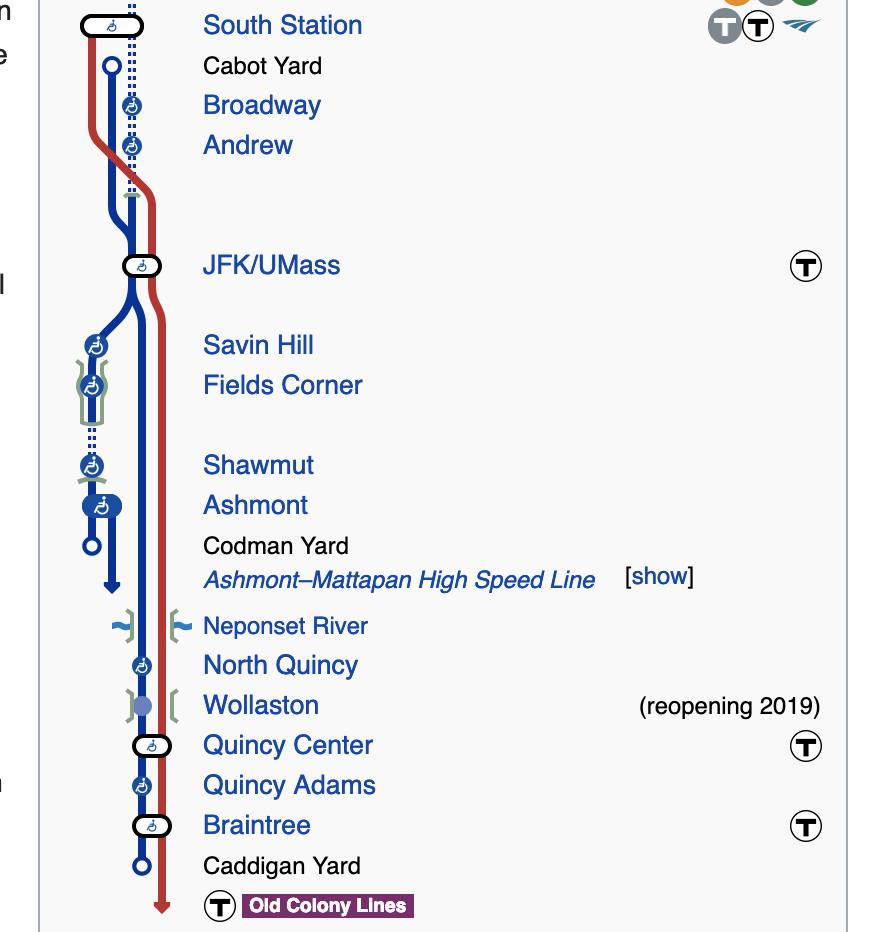 n
e
South Station T T
Cabot Yard
Broadway
Andrew
JFK/UMass T
l
Savin Hill
Fields Corner
Shawmut
Ashmont
Codman Yard
Ashmont–Mattapan High Speed Line [show]
Neponset River
North Quincy
Wollaston (reopening 2019)
Quincy Center T
Quincy Adams
Braintree T
Caddigan Yard
T Old Colony Lines